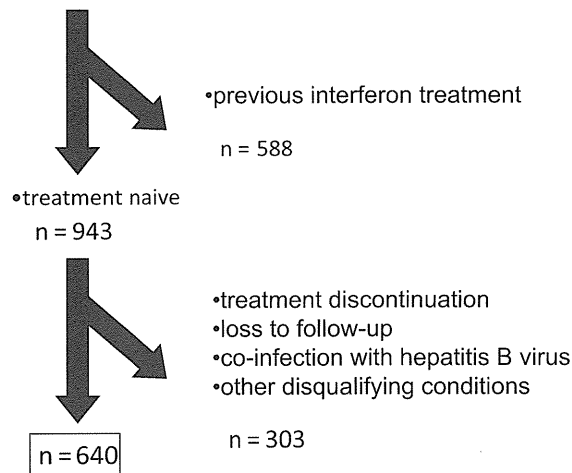 •previous interferon treatment
n = 588
•treatment naive
n = 943
•treatment discontinuation
•loss to follow-up
•co-infection with hepatitis B virus
•other disqualifying conditions
n = 303
n = 640